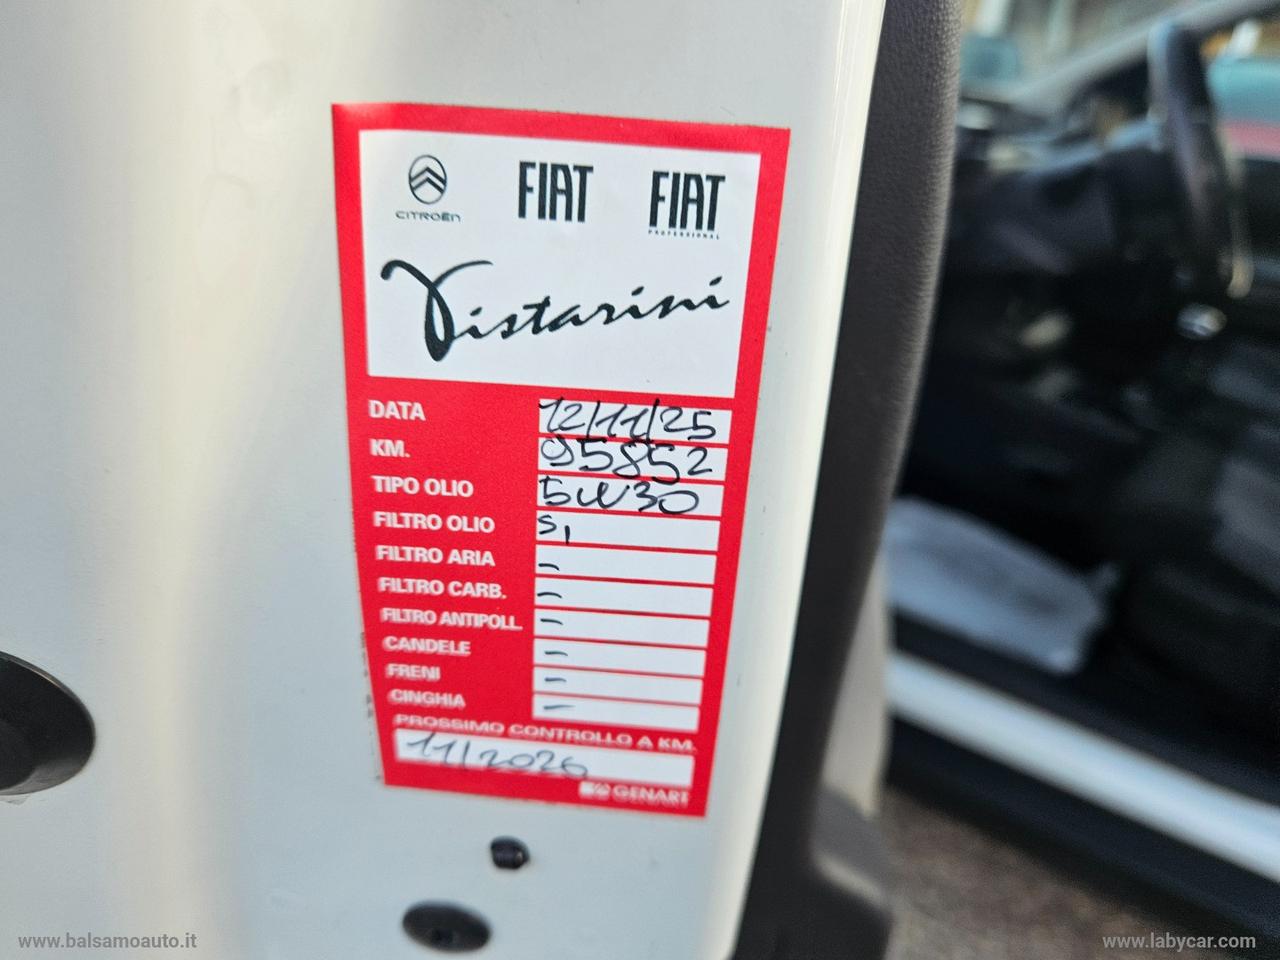 CITROËN FIAT FIAT
PROFESSIONAL
Vistarini
DATA 12/11/25
KM. 95852
TIPO OLIO 5W30
FILTRO OLIO SI
FILTRO ARIA –
FILTRO CARB. –
FILTRO ANTIPOLL. –
CANDELE –
FRENI –
CINGHIA –
PROSSIMO CONTROLLO A KM.
11/2026
GENART
www.balsamoauto.it www.labycar.com